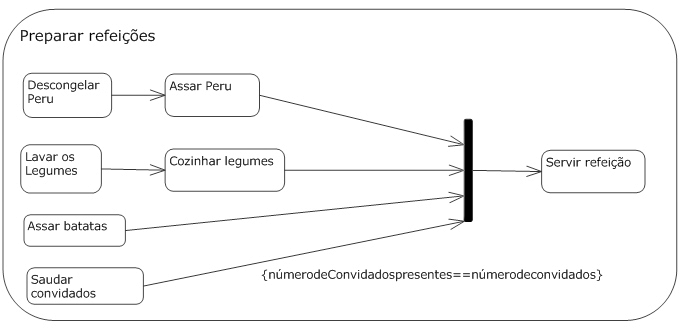 Preparar refeições
Descongelar
Peru
Assar Peru
Lavar os
Legumes
Cozinhar legumes
Servir refeição
Assar batatas
Saudar
convidados
{númerodeConvidadospresentes==númerodeconvidados}